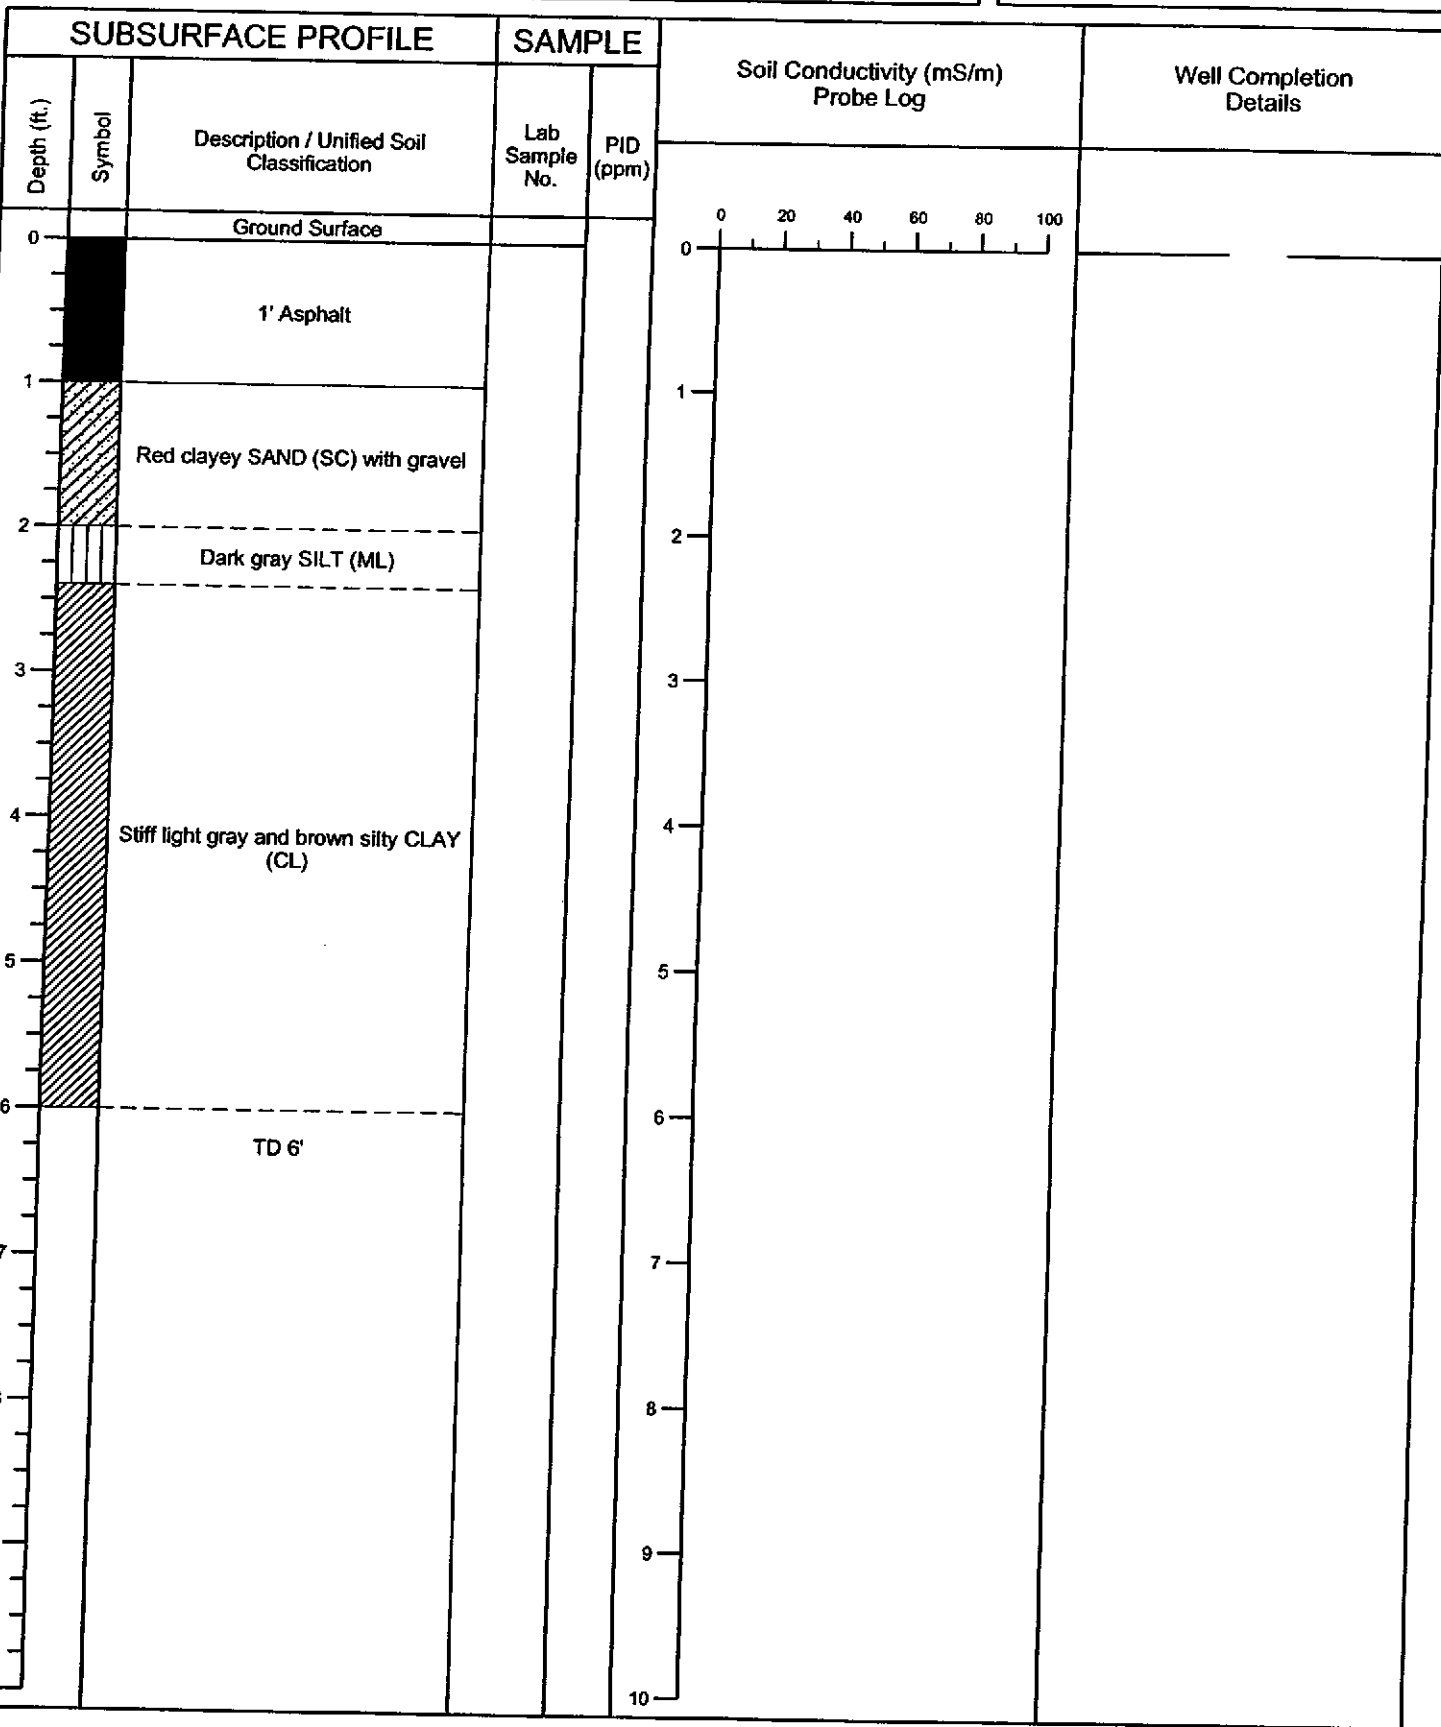 SUBSURFACE PROFILE
SAMPLE
Soil Conductivity (mS/m)
Probe Log
Well Completion
Details
Depth (ft.)
Symbol
Description / Unified Soil
Classification
Lab
Sample
No.
PID
(ppm)
Ground Surface
0 20 40 60 80 100
0
0
1' Asphalt
1
1
Red clayey SAND (SC) with gravel
2
2
Dark gray SILT (ML)
3
3
4
4
Stiff light gray and brown silty CLAY
(CL)
5
5
6
6
TD 6'
7
7
8
9
10